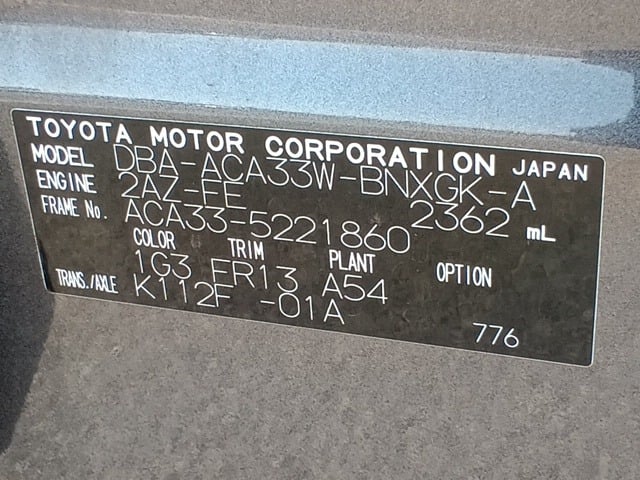 TOYOTA MOTOR CORPORATION JAPAN
MODEL DBA-ACA33W-BNXGK-A
ENGINE 2AZ-FE 2362 mL
FRAME No. ACA33-5221860
COLOR TRIM PLANT OPTION
1G3 FR13 A54
TRANS./AXLE K112F -01A
776